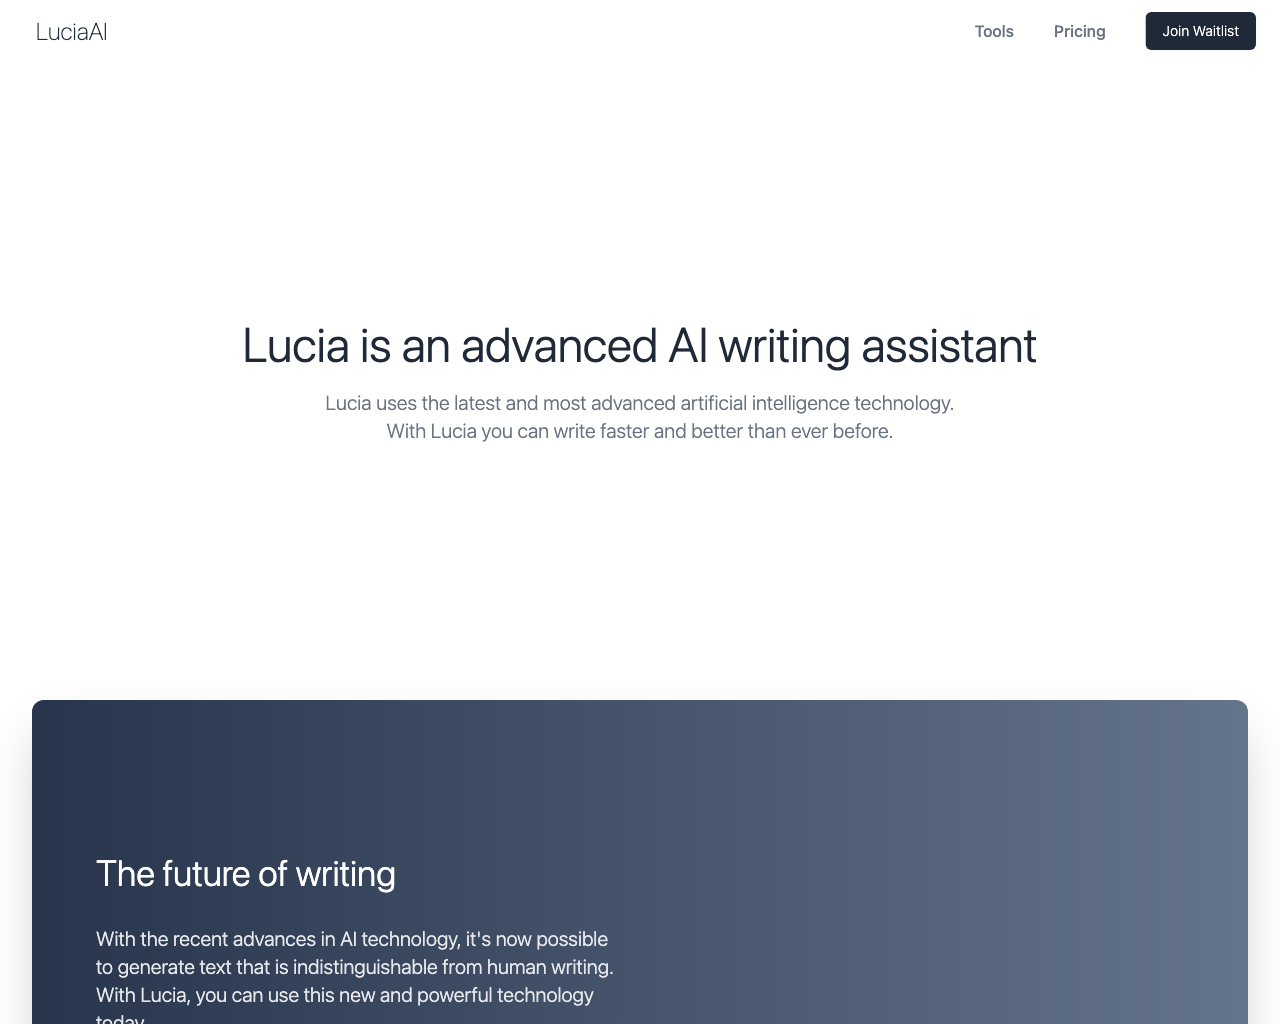 LuciaAI
Tools
Pricing
Join Waitlist
Lucia is an advanced AI writing assistant
Lucia uses the latest and most advanced artificial intelligence technology.
With Lucia you can write faster and better than ever before.
The future of writing
With the recent advances in AI technology, it's now possible
to generate text that is indistinguishable from human writing.
With Lucia, you can use this new and powerful technology
today.